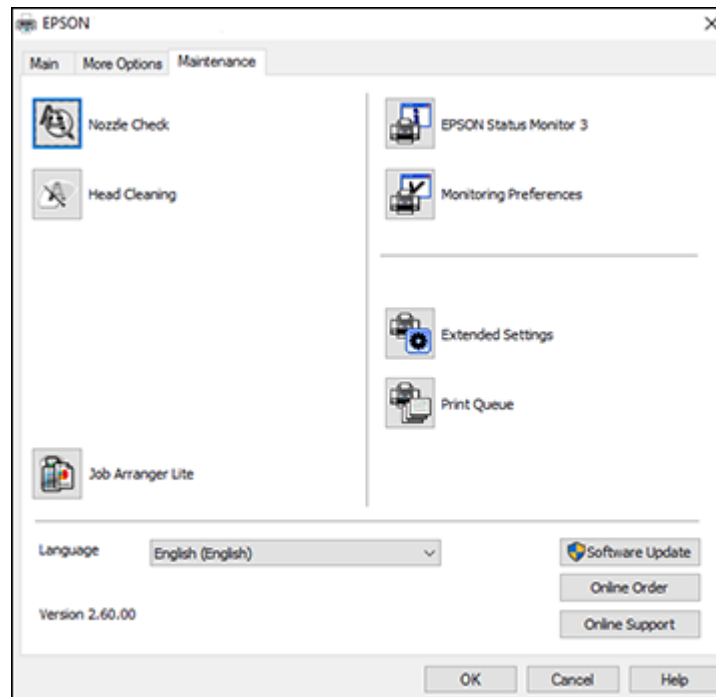 EPSON
Main More Options Maintenance
Nozzle Check
Head Cleaning
Job Arranger Lite
EPSON Status Monitor 3
Monitoring Preferences
Extended Settings
Print Queue
Language English (English)
Version 2.60.00
Software Update
Online Order
Online Support
OK Cancel Help